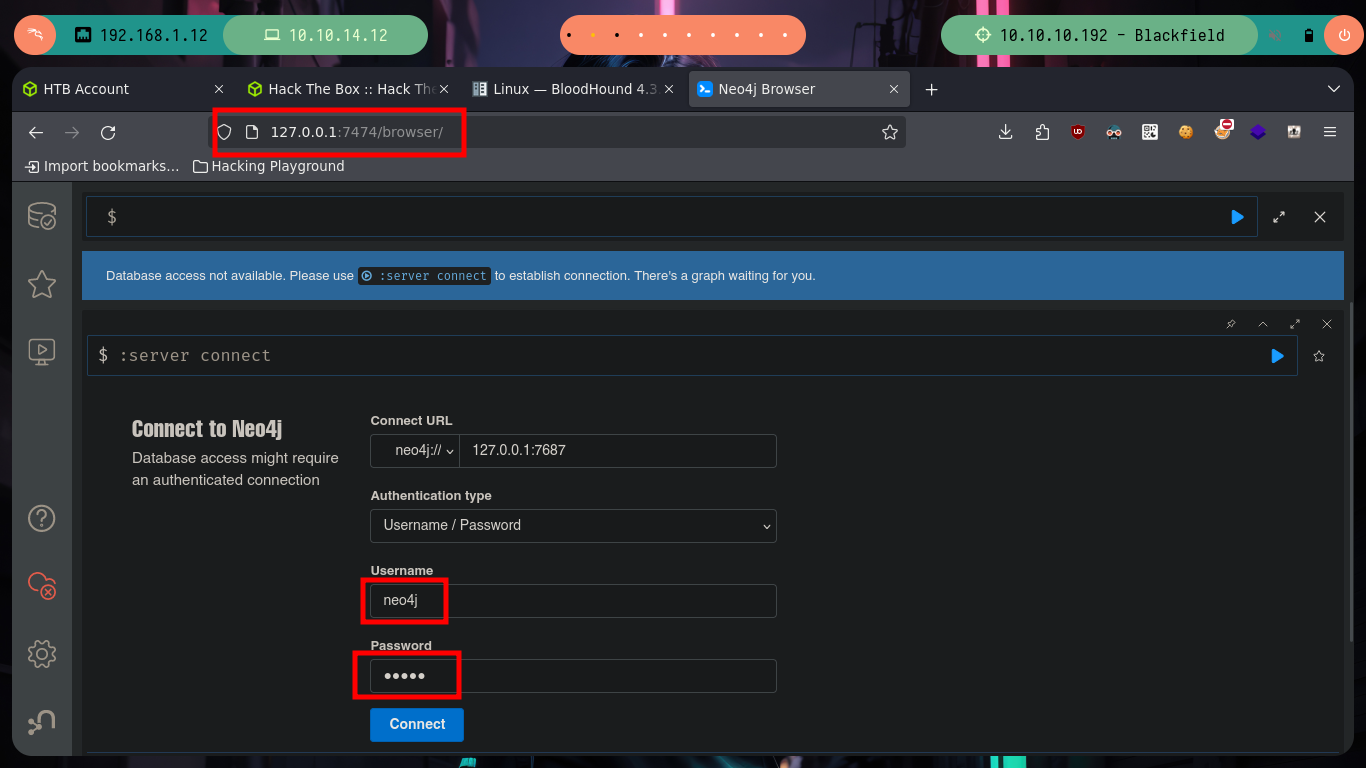 192.168.1.12
10.10.14.12
10.10.10.192 - Blackfield
HTB Account
Hack The Box :: Hack The
Linux — BloodHound 4.3.
Neo4j Browser
127.0.0.1:7474/browser/
Import bookmarks...
Hacking Playground
$
Database access not available. Please use :server connect to establish connection. There's a graph waiting for you.
$ :server connect
Connect to Neo4j
Database access might require
an authenticated connection
Connect URL
neo4j://
127.0.0.1:7687
Authentication type
Username / Password
Username
neo4j
Password
•••••
Connect